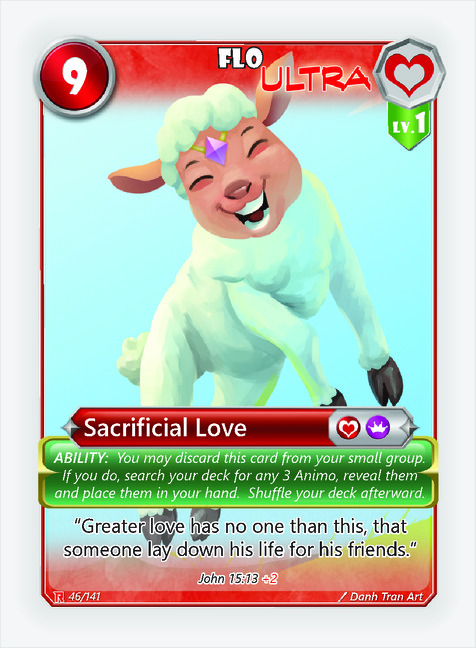 FLO
ULTRA
9
LV.1
Sacrificial Love
ABILITY: You may discard this card from your small group.
If you do, search your deck for any 3 Animo, reveal them
and place them in your hand. Shuffle your deck afterward.
“Greater love has no one than this, that
someone lay down his life for his friends.”
John 15:13 +2
R 46/141
Danh Tran Art